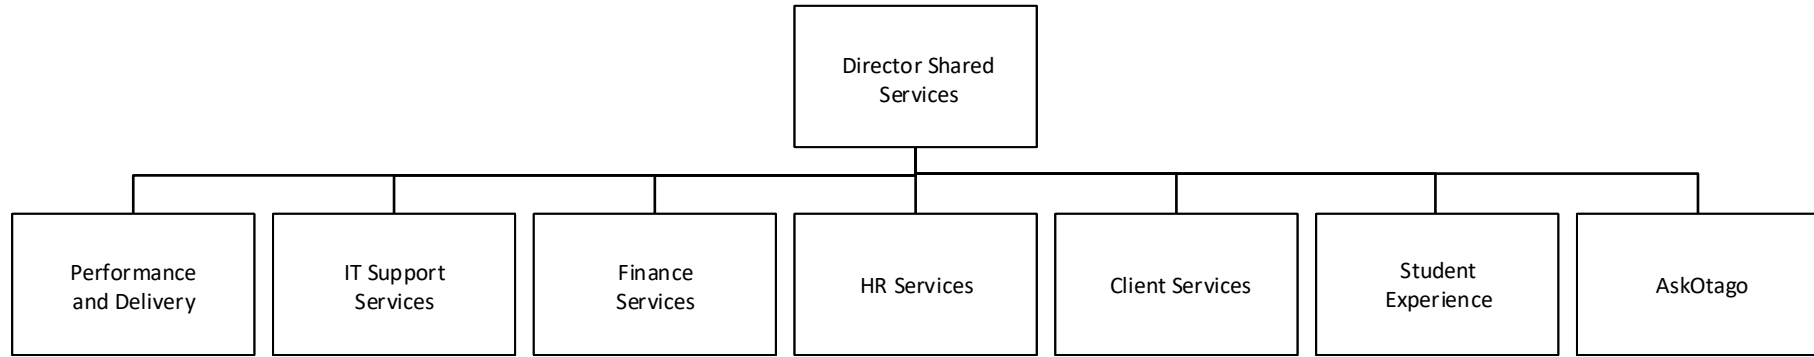 Director Shared
Services
Performance
and Delivery
IT Support
Services
Finance
Services
HR Services
Client Services
Student
Experience
AskOtago